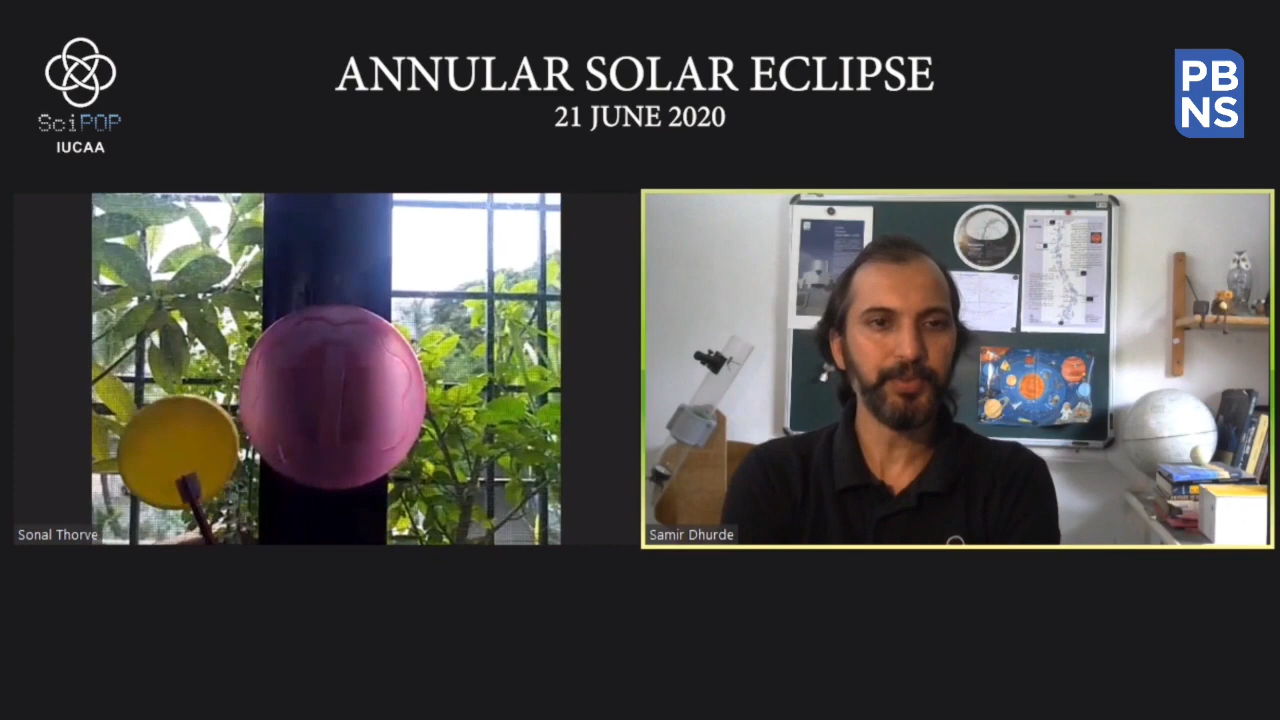 ANNULAR SOLAR ECLIPSE
21 JUNE 2020
SciPOP
IUCAA
PB
NS
Sonal Thorve
Samir Dhurde